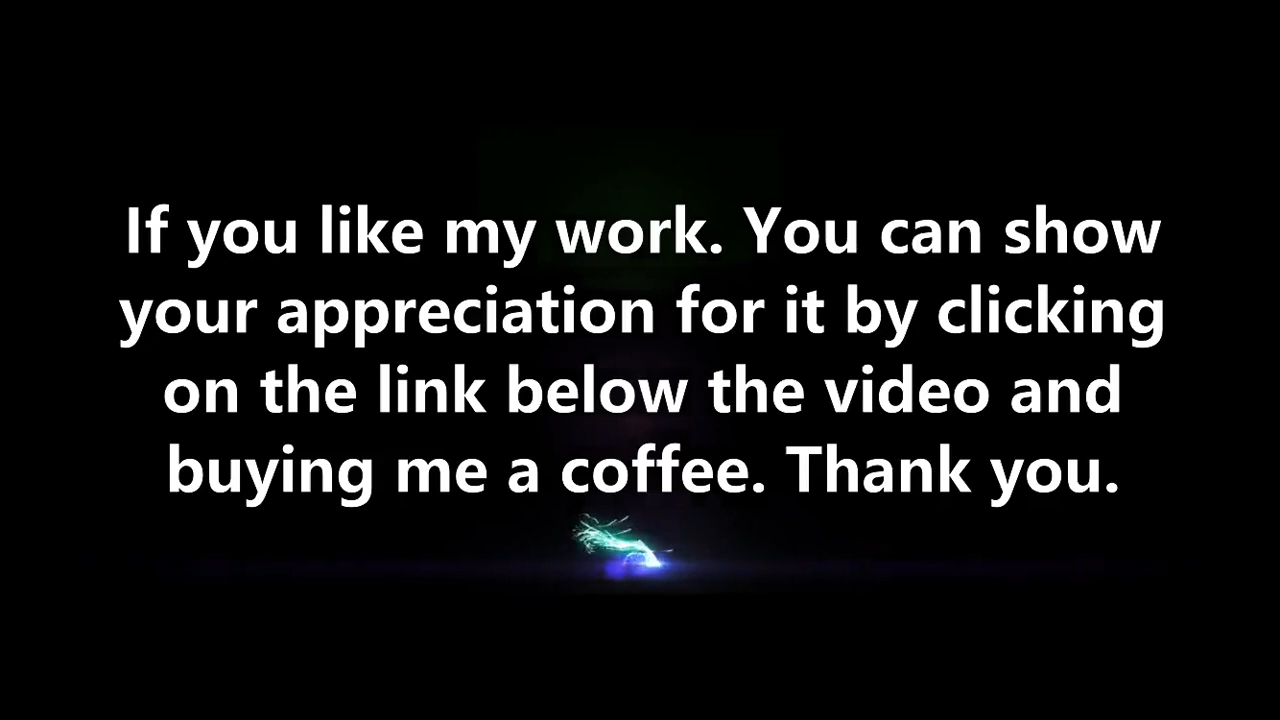 If you like my work. You can show
your appreciation for it by clicking
on the link below the video and
buying me a coffee. Thank you.